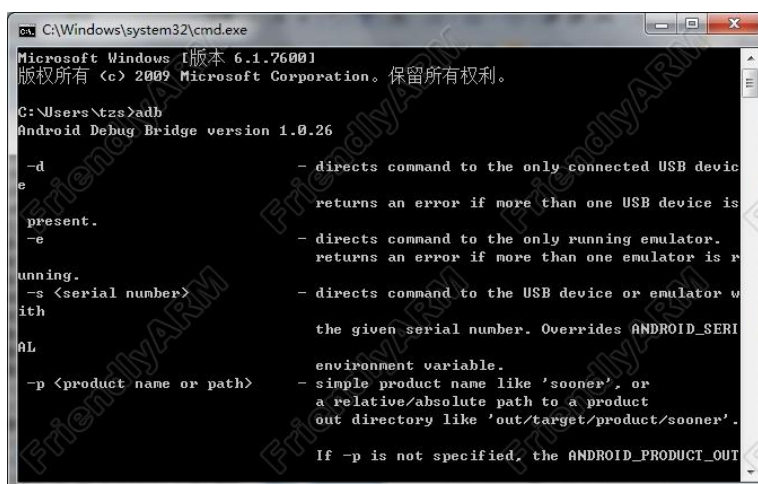 C:\Windows\system32\cmd.exe
Microsoft Windows [版本 6.1.7600]
版权所有 (c) 2009 Microsoft Corporation。保留所有权利。
C:\Users\tzs>adb
Android Debug Bridge version 1.0.26
-d - directs command to the only connected USB devic
e
returns an error if more than one USB device is
present.
-e - directs command to the only running emulator.
returns an error if more than one emulator is r
unning.
-s <serial number> - directs command to the USB device or emulator w
ith
the given serial number. Overrides ANDROID_SERI
AL
environment variable.
-p <product name or path> - simple product name like 'sooner', or
a relative/absolute path to a product
out directory like 'out/target/product/sooner'.
If -p is not specified, the ANDROID_PRODUCT_OUT
FriendlyARM
FriendlyARM
FriendlyARM
FriendlyARM
FriendlyARM
FriendlyARM